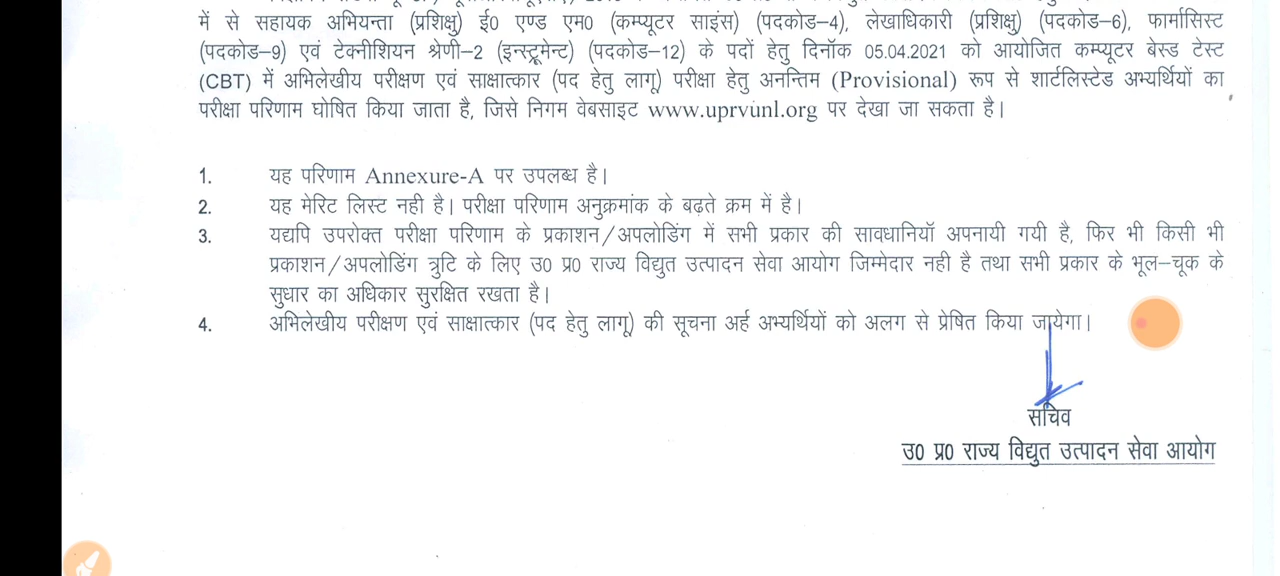 में से सहायक अभियन्ता (प्रशिक्षु) ई0 एण्ड एम0 (कम्प्यूटर साइंस) (पदकोड–4), लेखाधिकारी (प्रशिक्षु) (पदकोड–6), फार्मासिस्ट
(पदकोड–9) एवं टेक्नीशियन श्रेणी–2 (इन्स्ट्रूमेन्ट) (पदकोड–12) के पदों हेतु दिनॉक 05.04.2021 को आयोजित कम्प्यूटर बेस्ड टेस्ट
(CBT) में अभिलेखीय परीक्षण एवं साक्षात्कार (पद हेतु लागू) परीक्षा हेतु अनन्तिम (Provisional) रूप से शार्टलिस्टेड अभ्यर्थियों का
परीक्षा परिणाम घोषित किया जाता है, जिसे निगम वेबसाइट www.uprvunl.org पर देखा जा सकता है।
1. यह परिणाम Annexure-A पर उपलब्ध है।
2. यह मेरिट लिस्ट नही है। परीक्षा परिणाम अनुक्रमांक के बढ़ते क्रम में है।
3. यद्यपि उपरोक्त परीक्षा परिणाम के प्रकाशन/अपलोडिंग में सभी प्रकार की सावधानियॉ अपनायी गयी है, फिर भी किसी भी
प्रकाशन/अपलोडिंग त्रुटि के लिए उ0 प्र0 राज्य विद्युत उत्पादन सेवा आयोग जिम्मेदार नही है तथा सभी प्रकार के भूल–चूक के
सुधार का अधिकार सुरक्षित रखता है।
4. अभिलेखीय परीक्षण एवं साक्षात्कार (पद हेतु लागू) की सूचना अर्ह अभ्यर्थियों को अलग से प्रेषित किया जायेगा।
सचिव
उ0 प्र0 राज्य विद्युत उत्पादन सेवा आयोग